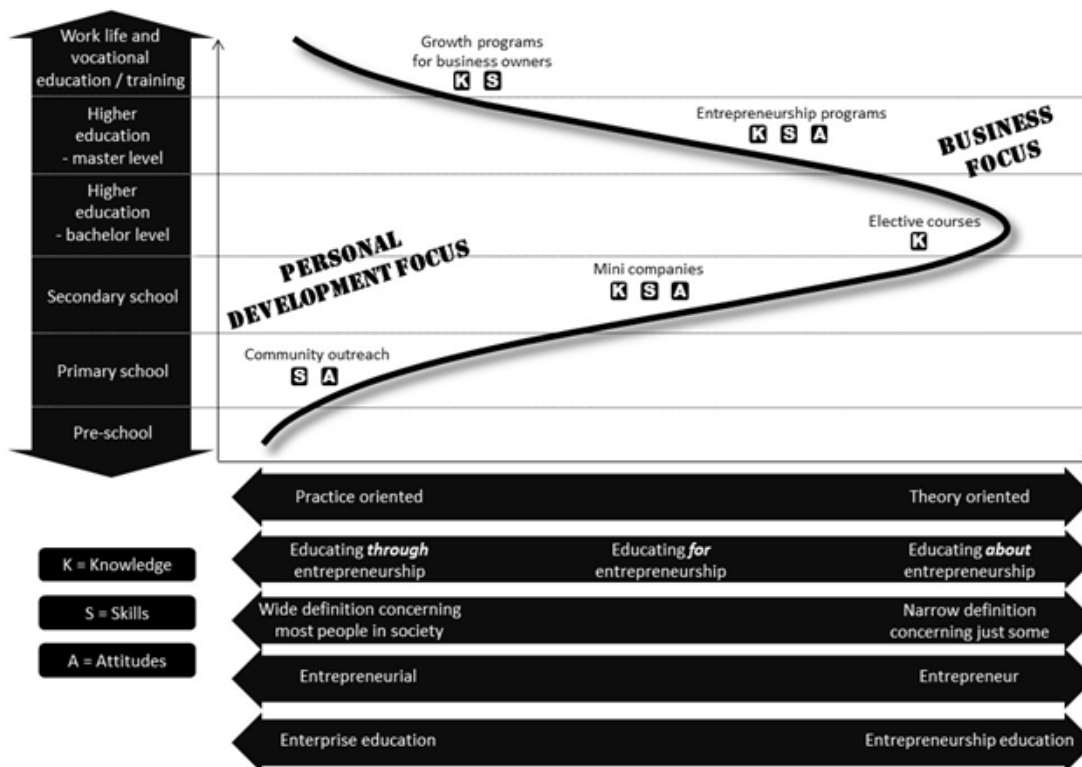 Work life and
vocational
education / training
Growth programs
for business owners
K S
Higher
education
- master level
Entrepreneurship programs
K S A
BUSINESS
FOCUS
Higher
education
- bachelor level
Elective courses
K
PERSONAL
DEVELOPMENT FOCUS
Secondary school
Mini companies
K S A
Primary school
Community outreach
S A
Pre-school
Practice oriented
Theory oriented
K = Knowledge
S = Skills
A = Attitudes
Educating through
entrepreneurship
Educating for
entrepreneurship
Educating about
entrepreneurship
Wide definition concerning
most people in society
Narrow definition
concerning just some
Entrepreneurial
Entrepreneur
Enterprise education
Entrepreneurship education